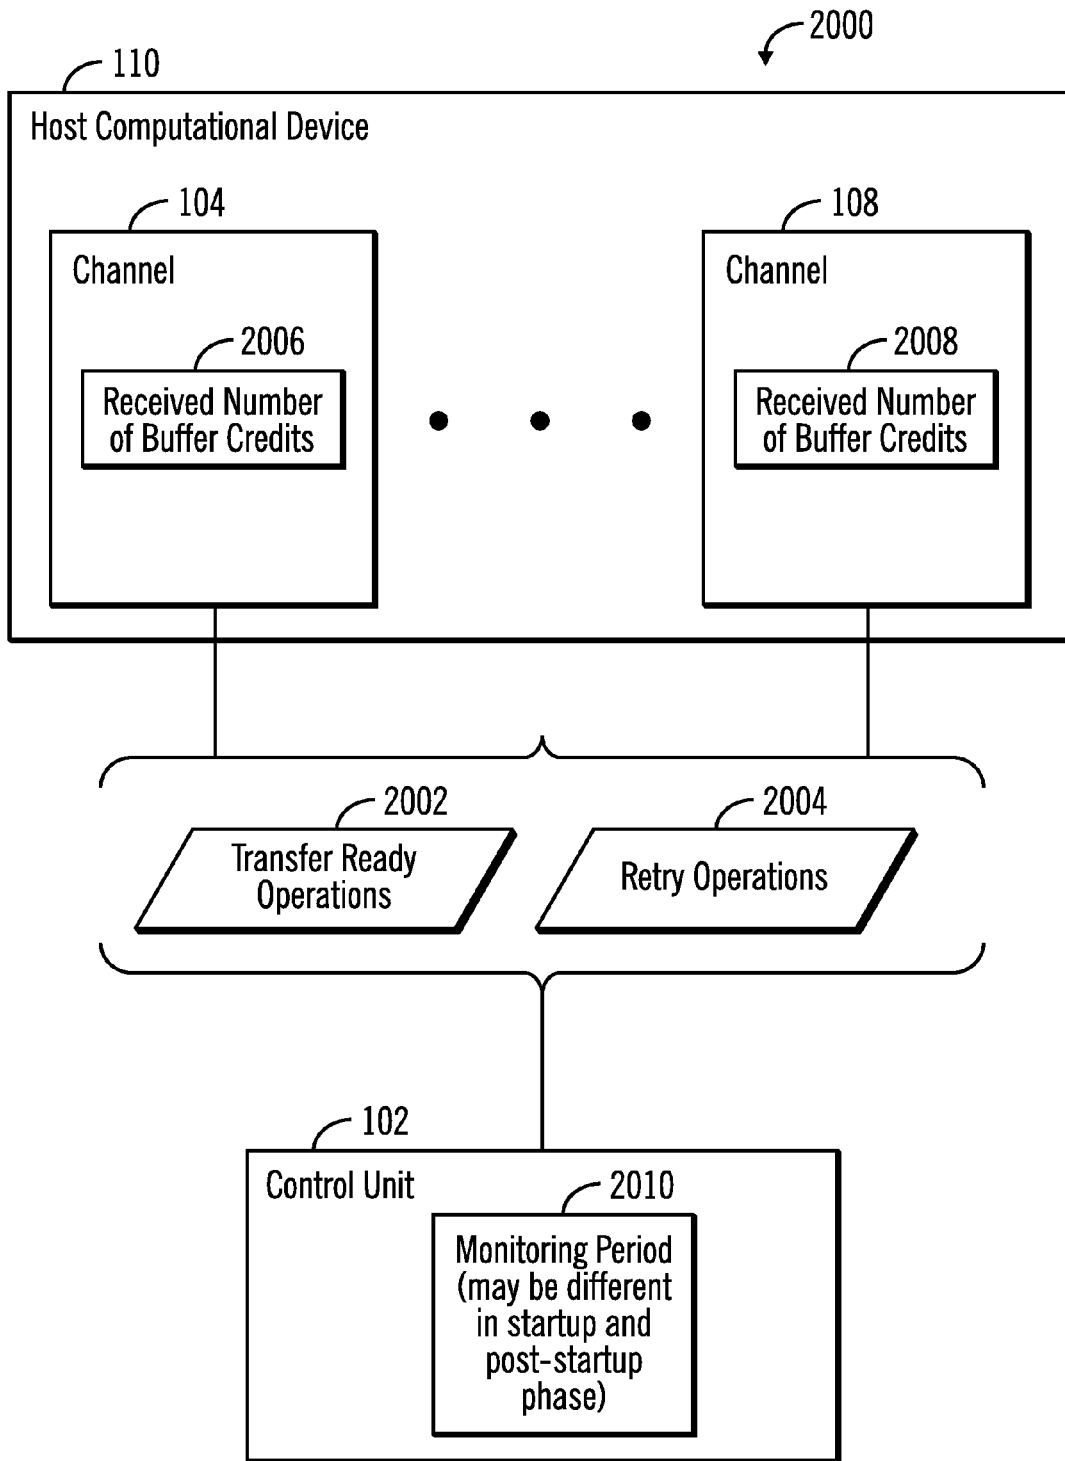 2000
110
Host Computational Device
104
108
Channel
Channel
2006
2008
Received Number
of Buffer Credits
Received Number
of Buffer Credits
2002
2004
Transfer Ready
Operations
Retry Operations
102
Control Unit
2010
Monitoring Period
(may be different
in startup and
post-startup
phase)